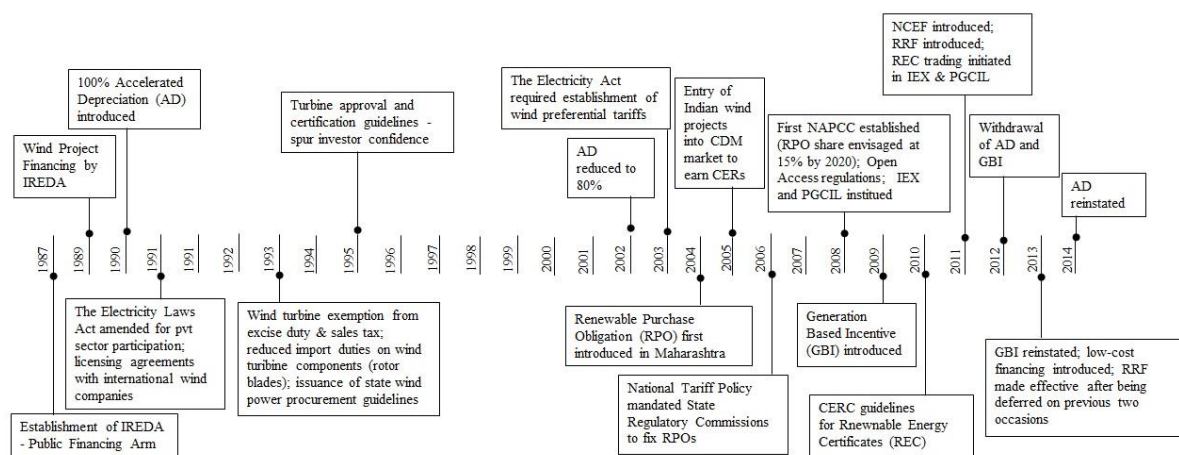 100% Accelerated
Depreciation (AD)
introduced
Wind Project
Financing by
IREDA
Turbine approval and
certification guidelines -
spur investor confidence
The Electricity Act
required establishment of
wind preferential tariffs
AD
reduced to
80%
Entry of
Indian wind
projects
into CDM
market to
earn CERs
First NAPCC established
(RPO share envisaged at
15% by 2020); Open
Access regulations; IEX
and PGCIL institued
NCEF introduced;
RRF introduced;
REC trading initiated
in IEX & PGCIL
Withdrawal
of AD and
GBI
AD
reinstated
1987
1989
1990
1991
1991
1992
1993
1994
1995
1996
1997
1998
1999
2000
2001
2002
2003
2004
2005
2006
2007
2008
2009
2010
2011
2012
2013
2014
Establishment of IREDA
- Public Financing Arm
The Electricity Laws
Act amended for pvt
sector participation;
licensing agreements
with international wind
companies
Wind turbine exemption from
excise duty & sales tax;
reduced import duties on wind
turbine components (rotor
blades); issuance of state wind
power procurement guidelines
Renewable Purchase
Obligation (RPO) first
introduced in Maharashtra
National Tariff Policy
mandated State
Regulatory Commissions
to fix RPOs
Generation
Based Incentive
(GBI) introduced
CERC guidelines
for Rnewnable Energy
Certificates (REC)
GBI reinstated; low-cost
financing introduced; RRF
made effective after being
deferred on previous two
occasions